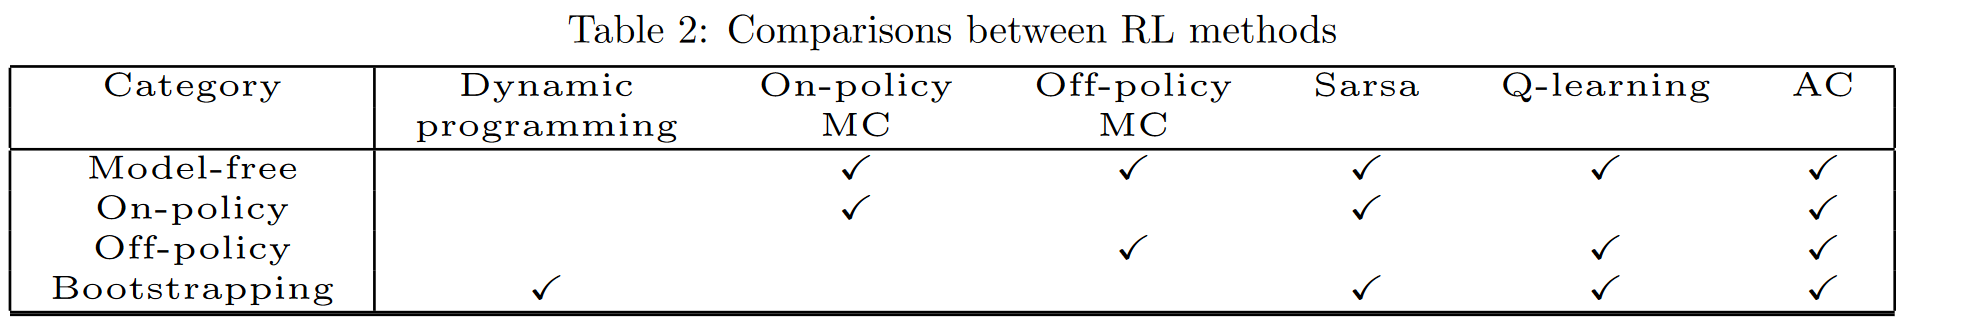 Table 2: Comparisons between RL methods
Category Dynamic On-policy Off-policy Sarsa Q-learning AC
programming MC MC
Model-free ✓ ✓ ✓ ✓ ✓
On-policy ✓ ✓ ✓
Off-policy ✓ ✓ ✓
Bootstrapping ✓ ✓ ✓ ✓